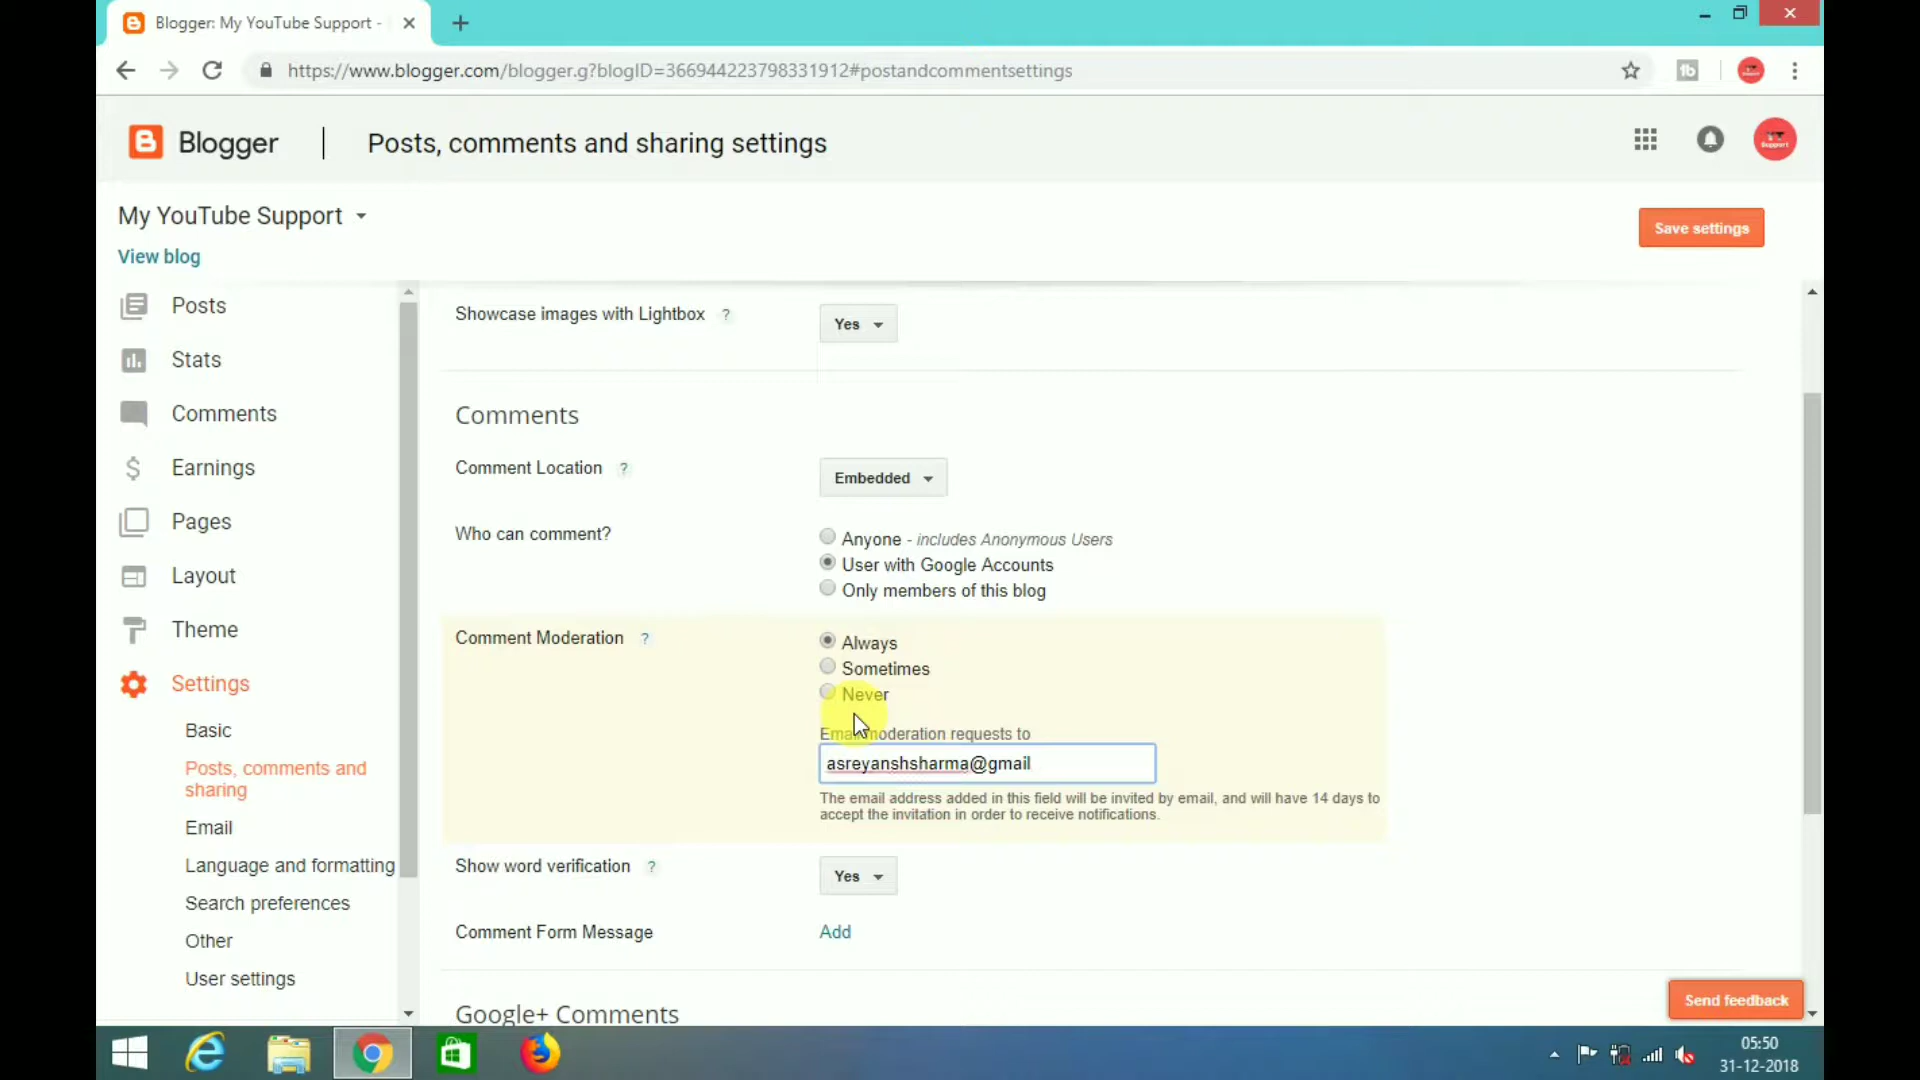 Blogger: My YouTube Support -
https://www.blogger.com/blogger.g?blogID=366944223798331912#postandcommentsettings
Blogger
Posts, comments and sharing settings
My YouTube Support
View blog
Save settings
Posts
Stats
Comments
Earnings
Pages
Layout
Theme
Settings
Basic
Posts, comments and
sharing
Email
Language and formatting
Search preferences
Other
User settings
Showcase images with Lightbox ?
Yes
Comments
Comment Location ?
Embedded
Who can comment?
Anyone - includes Anonymous Users
User with Google Accounts
Only members of this blog
Comment Moderation ?
Always
Sometimes
Never
Email moderation requests to
asreyanshsharma@gmail
The email address added in this field will be invited by email, and will have 14 days to
accept the invitation in order to receive notifications.
Show word verification ?
Yes
Comment Form Message
Add
Google+ Comments
Send feedback
05:50
31-12-2018